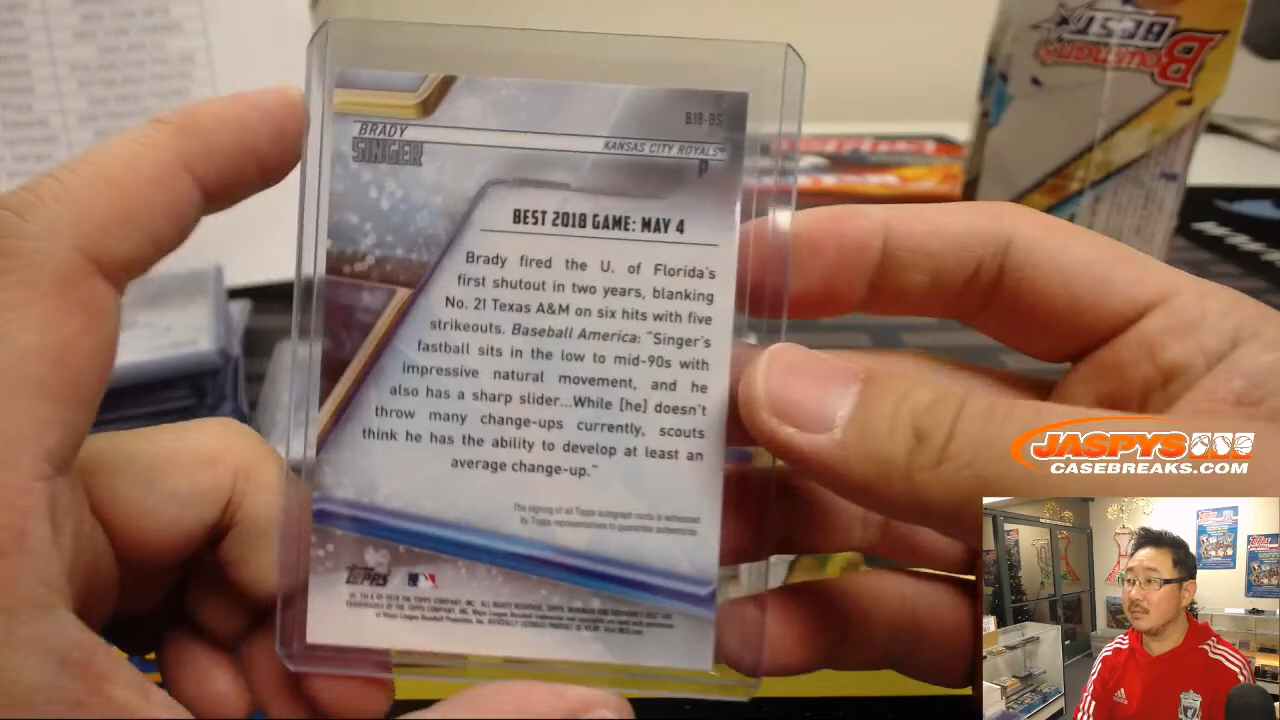 BOWMAN'S
BEST
B18-BS
BRADY
SINGER
KANSAS CITY ROYALS®
P
BEST 2018 GAME: MAY 4
Brady fired the U. of Florida's
first shutout in two years, blanking
No. 21 Texas A&M on six hits with five
strikeouts. Baseball America: "Singer's
fastball sits in the low to mid-90s with
impressive natural movement, and he
also has a sharp slider...While [he] doesn't
throw many change-ups currently, scouts
think he has the ability to develop at least an
average change-up."
The signing of all Topps autograph cards is witnessed
by Topps representatives to guarantee authenticity.
TOPPS
JASPYS
CASEBREAKS.COM
Topps
Topps
adidas